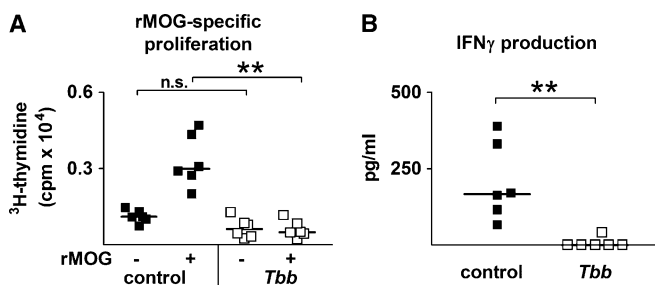 A
rMOG-specific
proliferation
³H-thymidine
(cpm x 10⁴)
0.6
0.3
n.s.
**
rMOG - + - +
control Tbb
B
IFNγ production
pg/ml
500
250
**
control Tbb